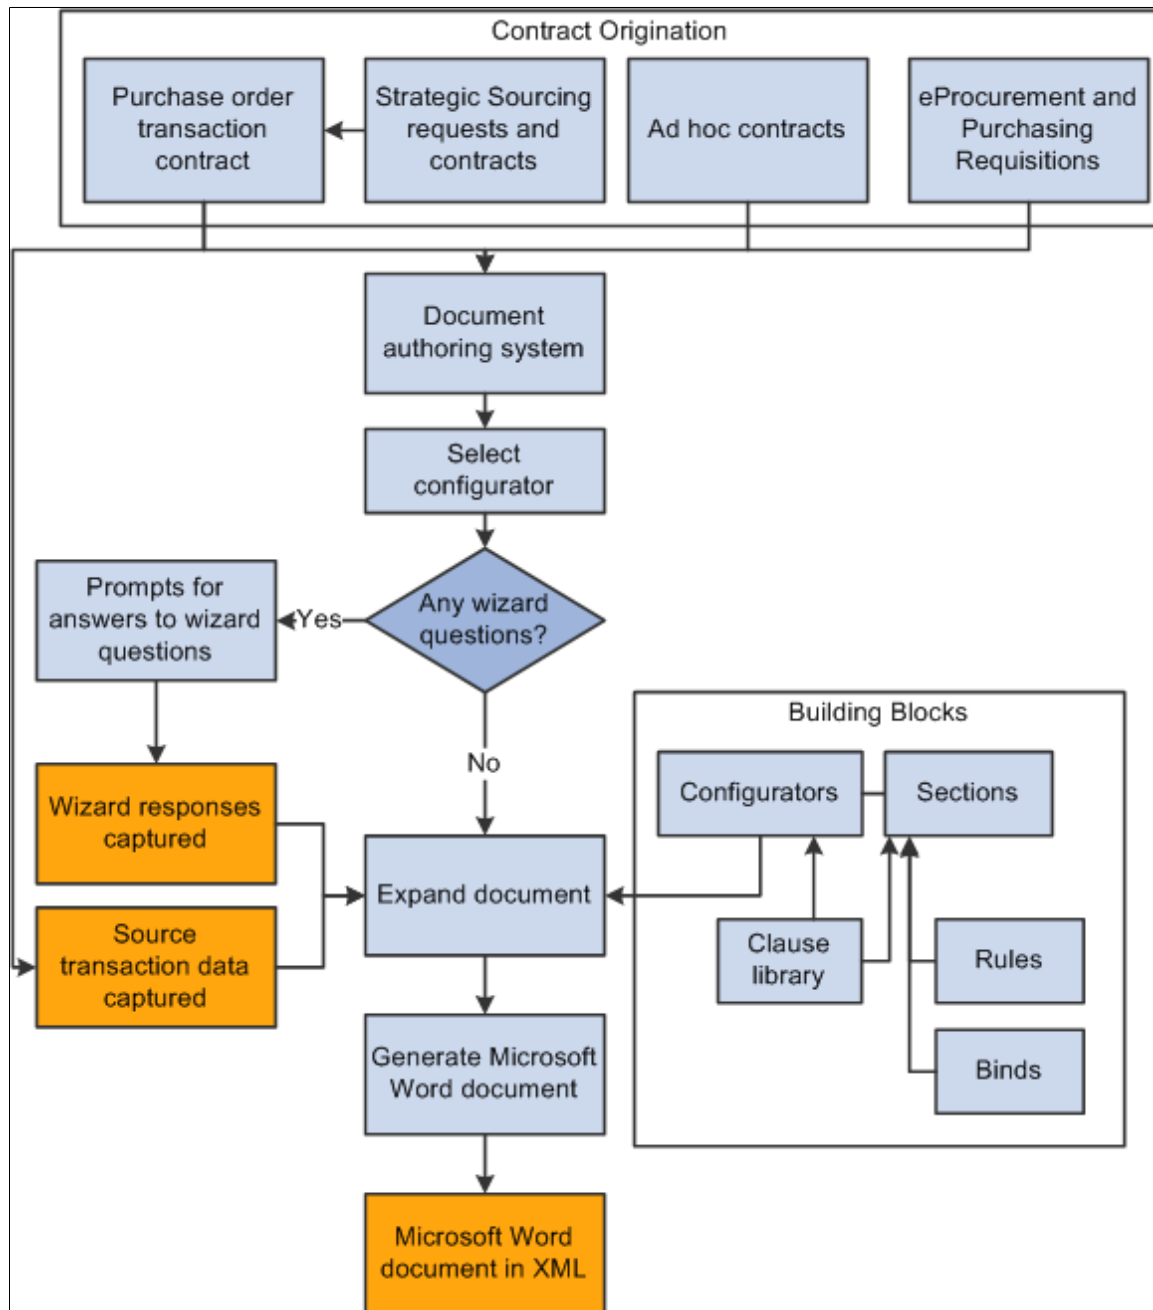 Contract Origination
Purchase order
transaction
contract
Strategic Sourcing
requests and
contracts
Ad hoc contracts
eProcurement and
Purchasing
Requisitions
Document
authoring system
Select
configurator
Any wizard
questions?
Yes
Prompts for
answers to wizard
questions
No
Wizard responses
captured
Source
transaction data
captured
Expand document
Building Blocks
Configurators
Sections
Clause
library
Rules
Binds
Generate Microsoft
Word document
Microsoft Word
document in XML